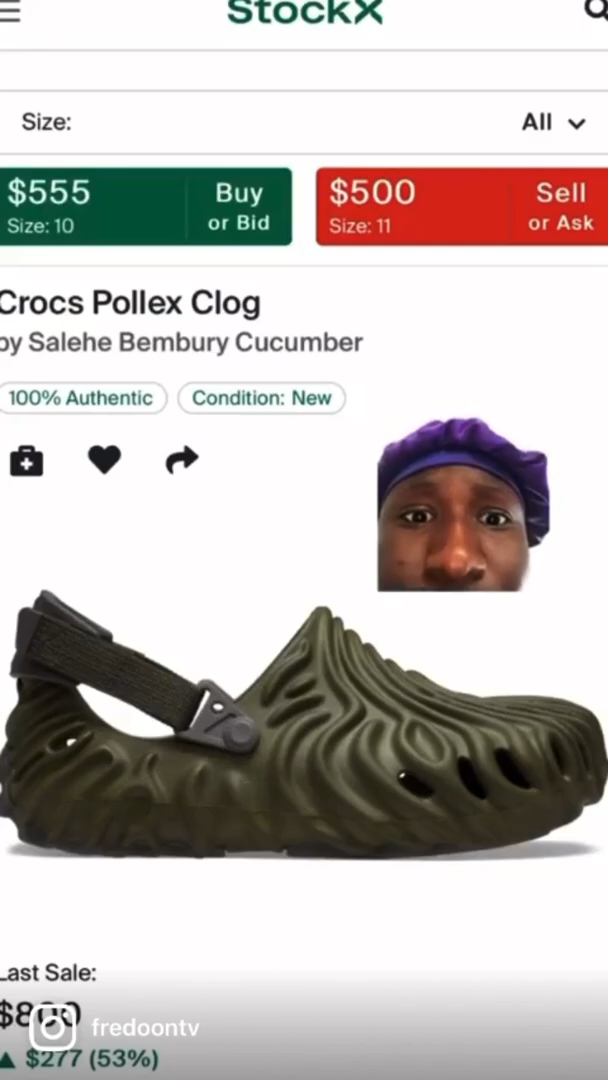 StockX
Size:
All
$555
Size: 10
Buy
or Bid
$500
Size: 11
Sell
or Ask
Crocs Pollex Clog
by Salehe Bembury Cucumber
100% Authentic
Condition: New
Last Sale:
$800
fredoontv
▲ $277 (53%)